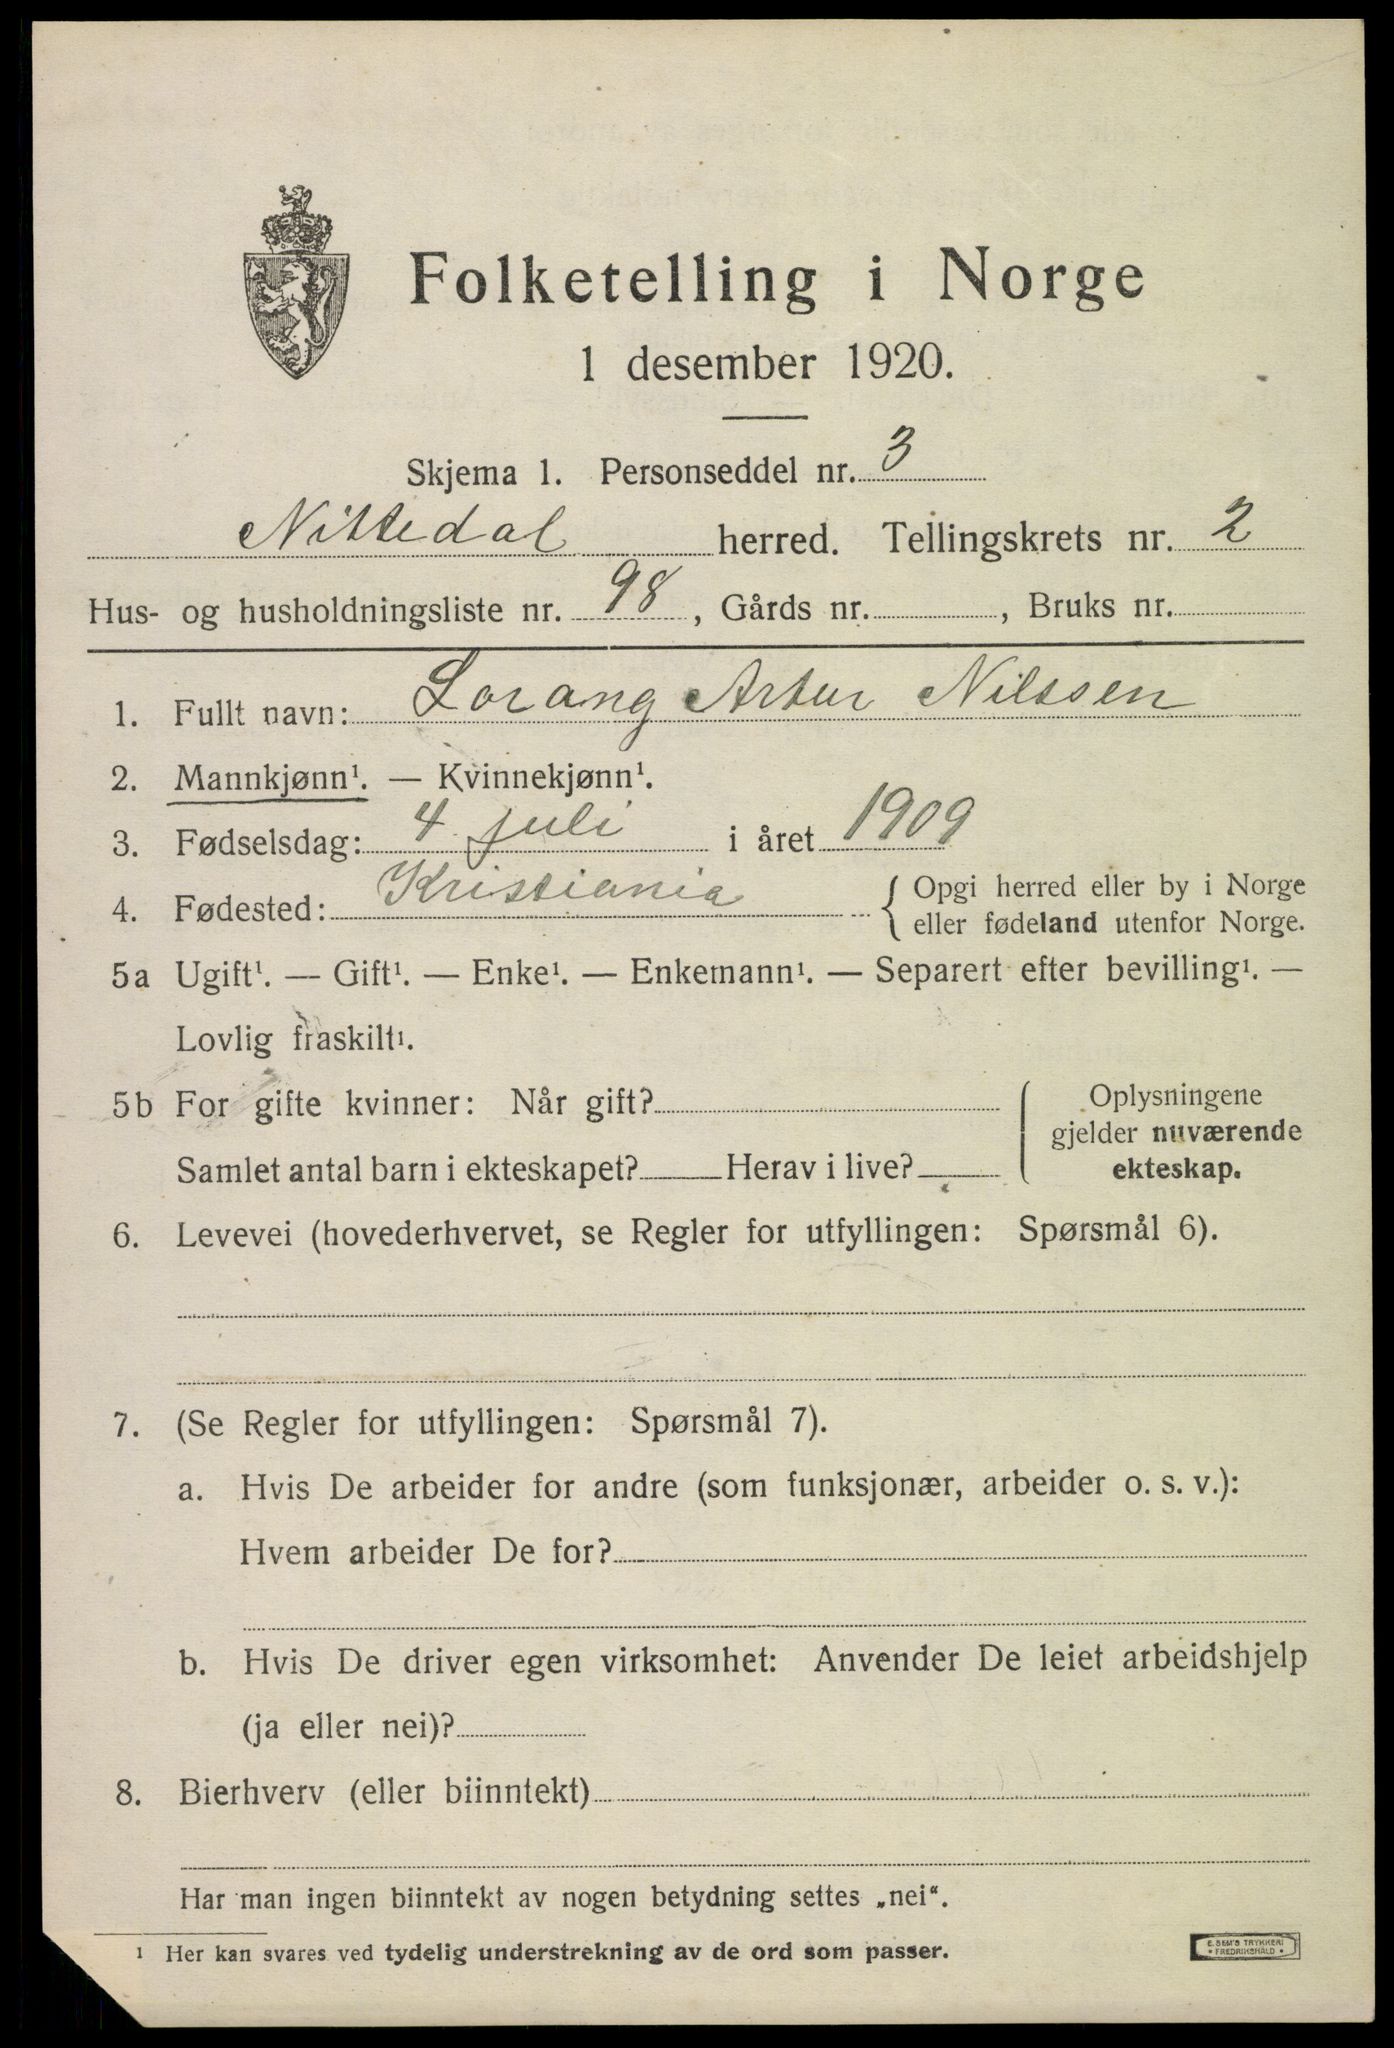 Folketelling i Norge
1 desember 1920.
Skjema 1. Personseddel nr. 3
Nittedal herred. Tellingskrets nr. 2
Hus- og husholdningsliste nr. 98, Gårds nr. , Bruks nr.
1. Fullt navn: Lorang Artur Nilssen
2. Mannkjønn¹. — Kvinnekjønn¹.
3. Fødselsdag: 4 juli i året 1909
4. Fødested: Kristiania { Opgi herred eller by i Norge
eller fødeland utenfor Norge.
5a Ugift¹. — Gift¹. — Enke¹. — Enkemann¹. — Separert efter bevilling¹. —
Lovlig fraskilt¹.
5b For gifte kvinner: Når gift?
Samlet antal barn i ekteskapet? Herav i live?
Oplysningene
gjelder nuværende
ekteskap.
6. Levevei (hovederhvervet, se Regler for utfyllingen: Spørsmål 6).
7. (Se Regler for utfyllingen: Spørsmål 7).
a. Hvis De arbeider for andre (som funksjonær, arbeider o. s. v.):
Hvem arbeider De for?
b. Hvis De driver egen virksomhet: Anvender De leiet arbeidshjelp
(ja eller nei)?
8. Bierhverv (eller biinntekt)
Har man ingen biinntekt av nogen betydning settes „nei“.
¹ Her kan svares ved tydelig understrekning av de ord som passer.
E. SEM'S TRYKKERI
• FREDRIKSHALD •